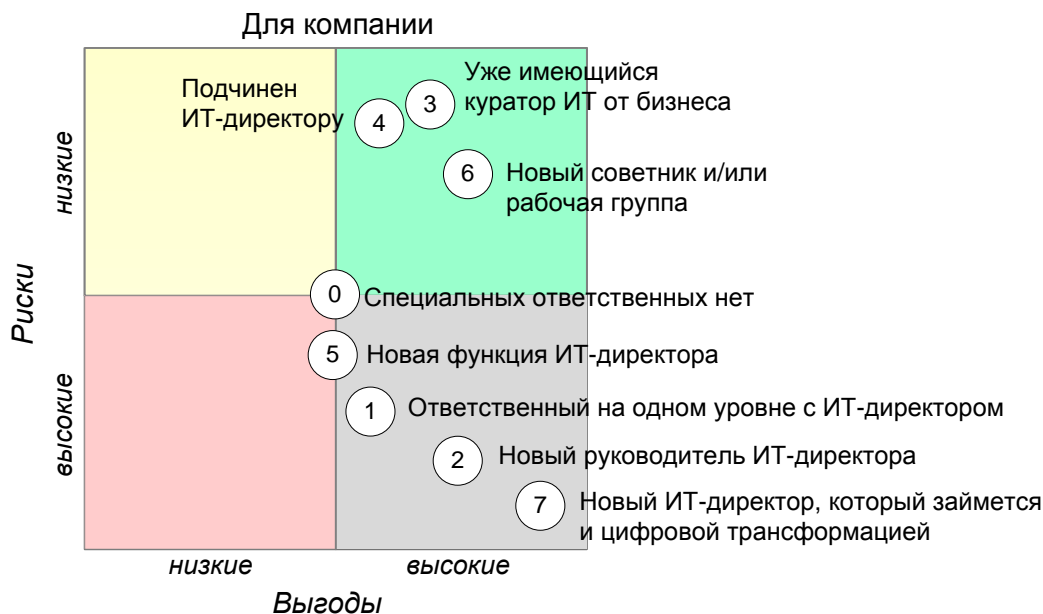 Для компании
Уже имеющийся
куратор ИТ от бизнеса
3
Подчинен
ИТ-директору
4
6
Новый советник и/или
рабочая группа
низкие
Риски
0
Специальных ответственных нет
5
Новая функция ИТ-директора
1
Ответственный на одном уровне с ИТ-директором
высокие
2
Новый руководитель ИТ-директора
7
Новый ИТ-директор, который займется
и цифровой трансформацией
низкие
высокие
Выгоды